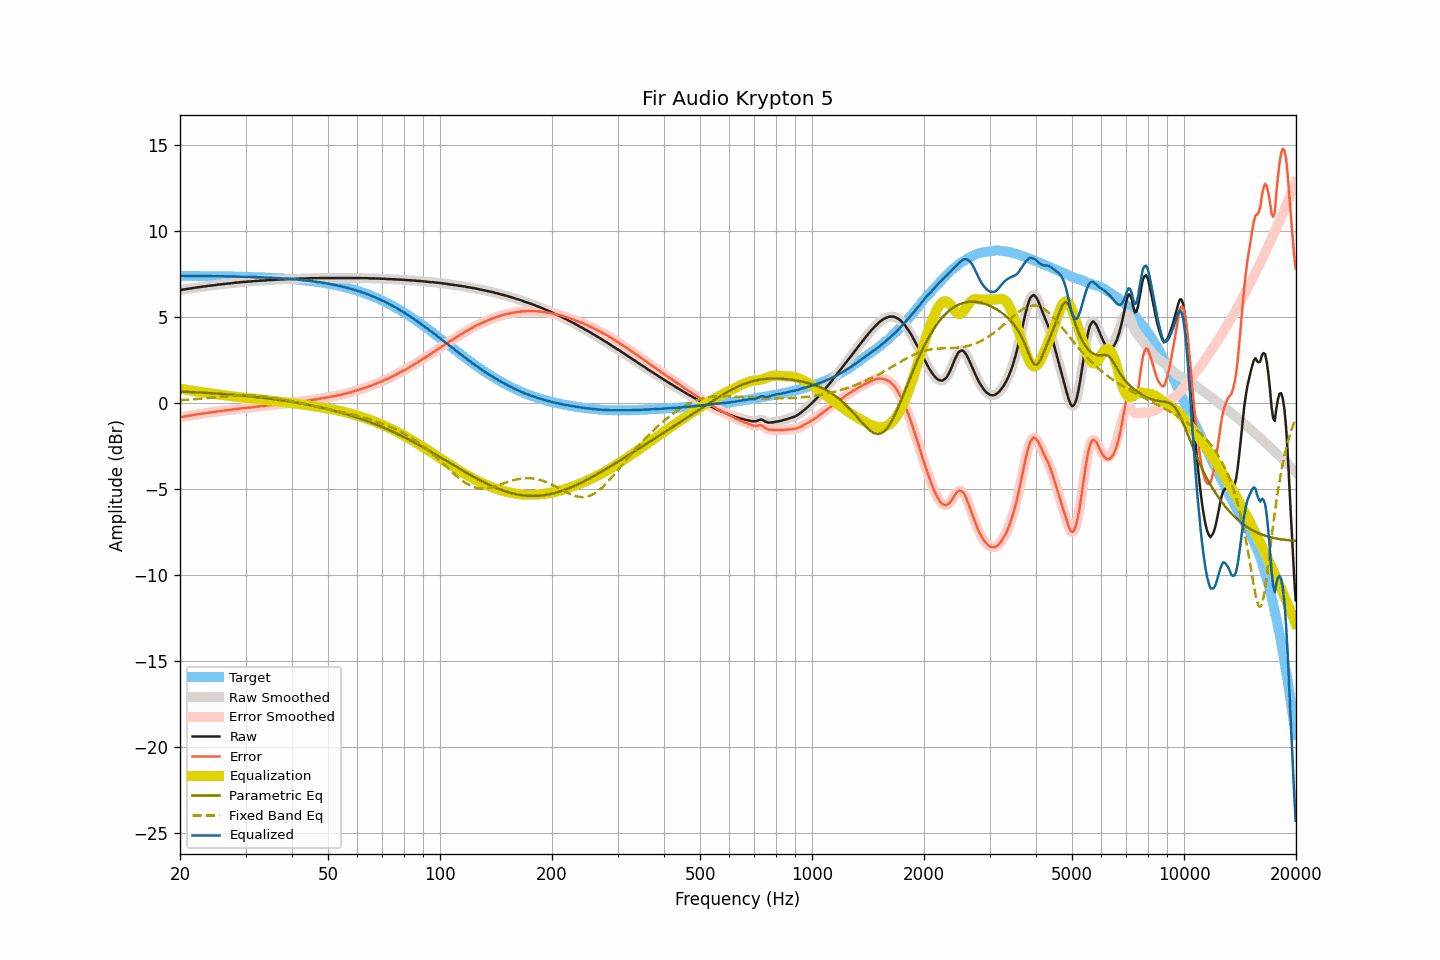 Fir Audio Krypton 5
Amplitude (dBr)
15
10
5
0
−5
−10
−15
−20
−25
Target
Raw Smoothed
Error Smoothed
Raw
Error
Equalization
Parametric Eq
Fixed Band Eq
Equalized
20 50 100 200 500 1000 2000 5000 10000 20000
Frequency (Hz)